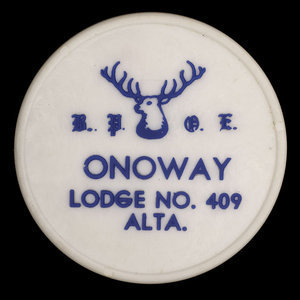 B. P. O. E.
ONOWAY
LODGE NO. 409
ALTA.